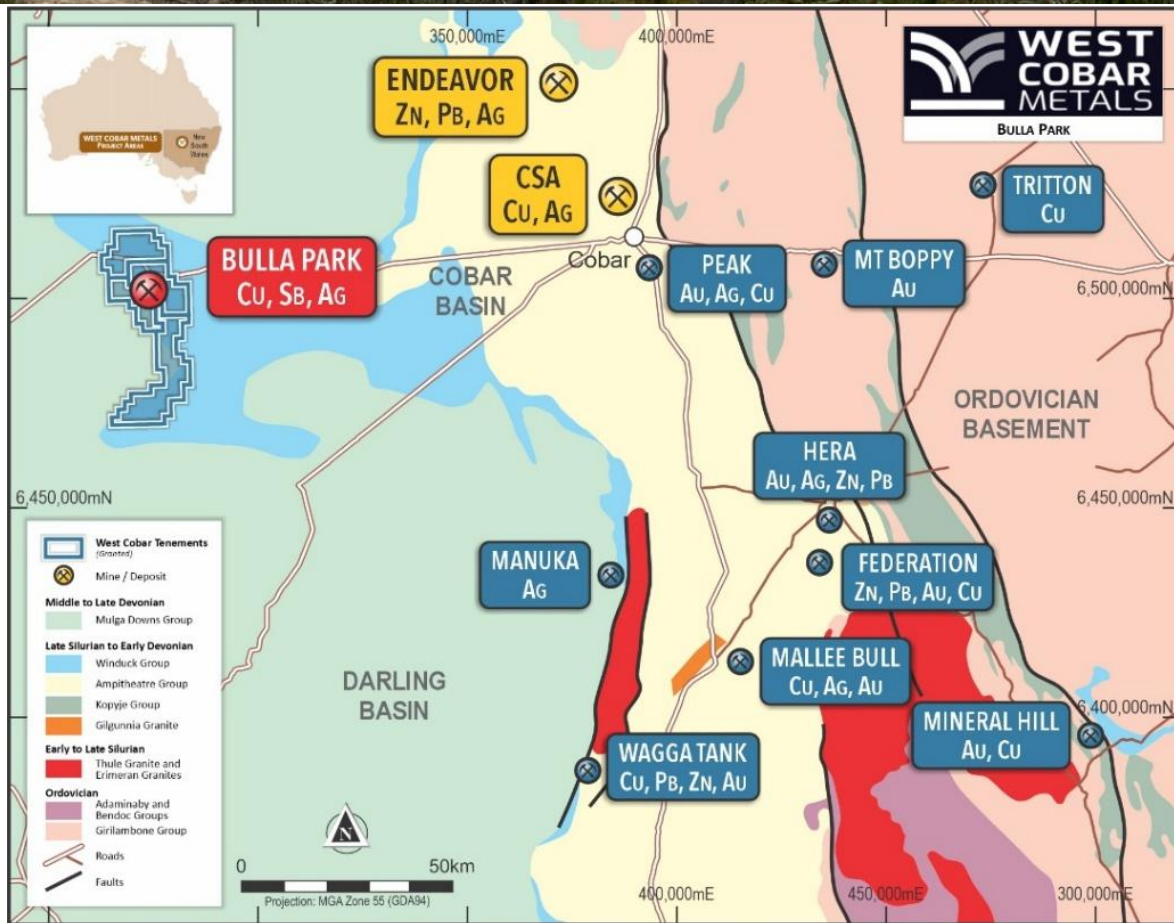 350,000mE
400,000mE
WEST COBAR METALS
PROJECT AREAS
New
South
Wales
ENDEAVOR
ZN, PB, AG
WEST
COBAR
METALS
BULLA PARK
CSA
CU, AG
TRITTON
CU
BULLA PARK
CU, SB, AG
COBAR
BASIN
Cobar
PEAK
AU, AG, CU
MT BOPPY
AU
6,500,000mN
ORDOVICIAN
BASEMENT
HERA
AU, AG, ZN, PB
6,450,000mN
6,450,000mN
MANUKA
AG
FEDERATION
ZN, PB, AU, CU
DARLING
BASIN
MALLEE BULL
CU, AG, AU
6,400,000mN
MINERAL HILL
AU, CU
WAGGA TANK
CU, PB, ZN, AU
West Cobar Tenements
(Granted)
Mine / Deposit
Middle to Late Devonian
Mulga Downs Group
Late Silurian to Early Devonian
Winduck Group
Ampitheatre Group
Kopyje Group
Gilgunnia Granite
Early to Late Silurian
Thule Granite and
Erimeran Granites
Ordovician
Adaminaby and
Bendoc Groups
Girilambone Group
Roads
Faults
N
0
50km
Projection: MGA Zone 55 (GDA94)
400,000mE
450,000mE
300,000mE